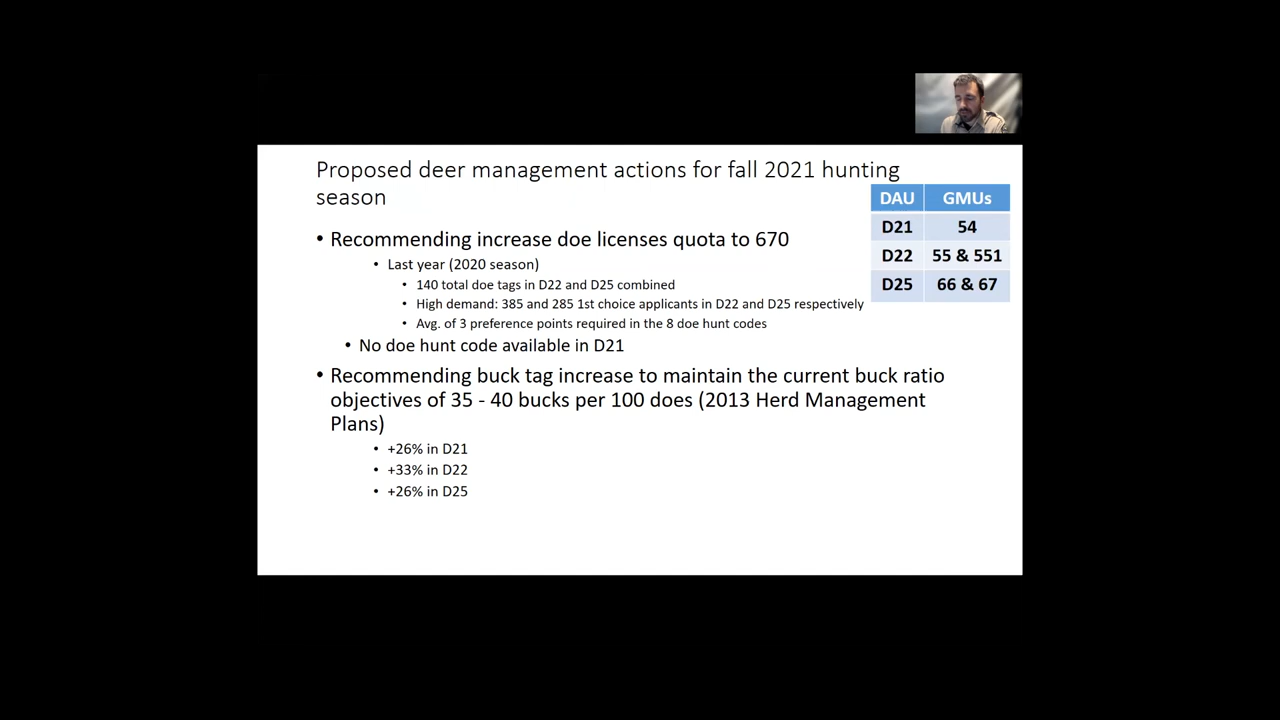 Proposed deer management actions for fall 2021 hunting
season
DAU GMUs
D21 54
D22 55 & 551
D25 66 & 67
• Recommending increase doe licenses quota to 670
• Last year (2020 season)
• 140 total doe tags in D22 and D25 combined
• High demand: 385 and 285 1st choice applicants in D22 and D25 respectively
• Avg. of 3 preference points required in the 8 doe hunt codes
• No doe hunt code available in D21
• Recommending buck tag increase to maintain the current buck ratio
objectives of 35 - 40 bucks per 100 does (2013 Herd Management
Plans)
• +26% in D21
• +33% in D22
• +26% in D25